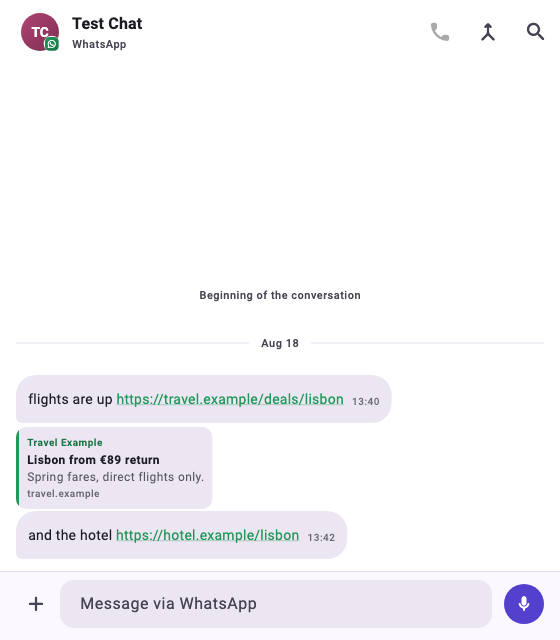 TC
Test Chat
WhatsApp
Beginning of the conversation
Aug 18
flights are up https://travel.example/deals/lisbon 13:40
Travel Example
Lisbon from €89 return
Spring fares, direct flights only.
travel.example
and the hotel https://hotel.example/lisbon 13:42
Message via WhatsApp